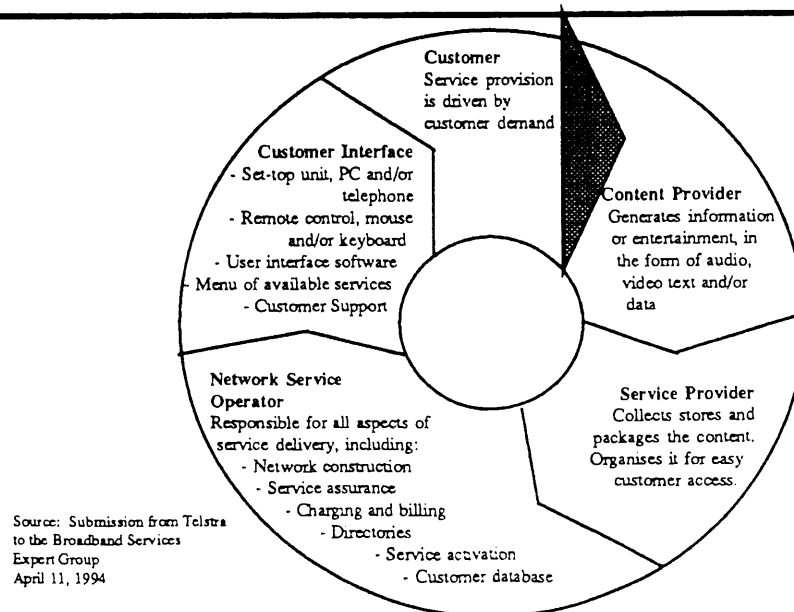 Customer
Service provision
is driven by
customer demand
Customer Interface
- Set-top unit, PC and/or
telephone
- Remote control, mouse
and/or keyboard
- User interface software
- Menu of available services
- Customer Support
Content Provider
Generates information
or entertainment, in
the form of audio,
video text and/or
data
Network Service
Operator
Responsible for all aspects of
service delivery, including:
- Network construction
- Service assurance
- Charging and billing
- Directories
- Service activation
- Customer database
Service Provider
Collects stores and
packages the content.
Organises it for easy
customer access.
Source: Submission from Telstra
to the Broadband Services
Expert Group
April 11, 1994